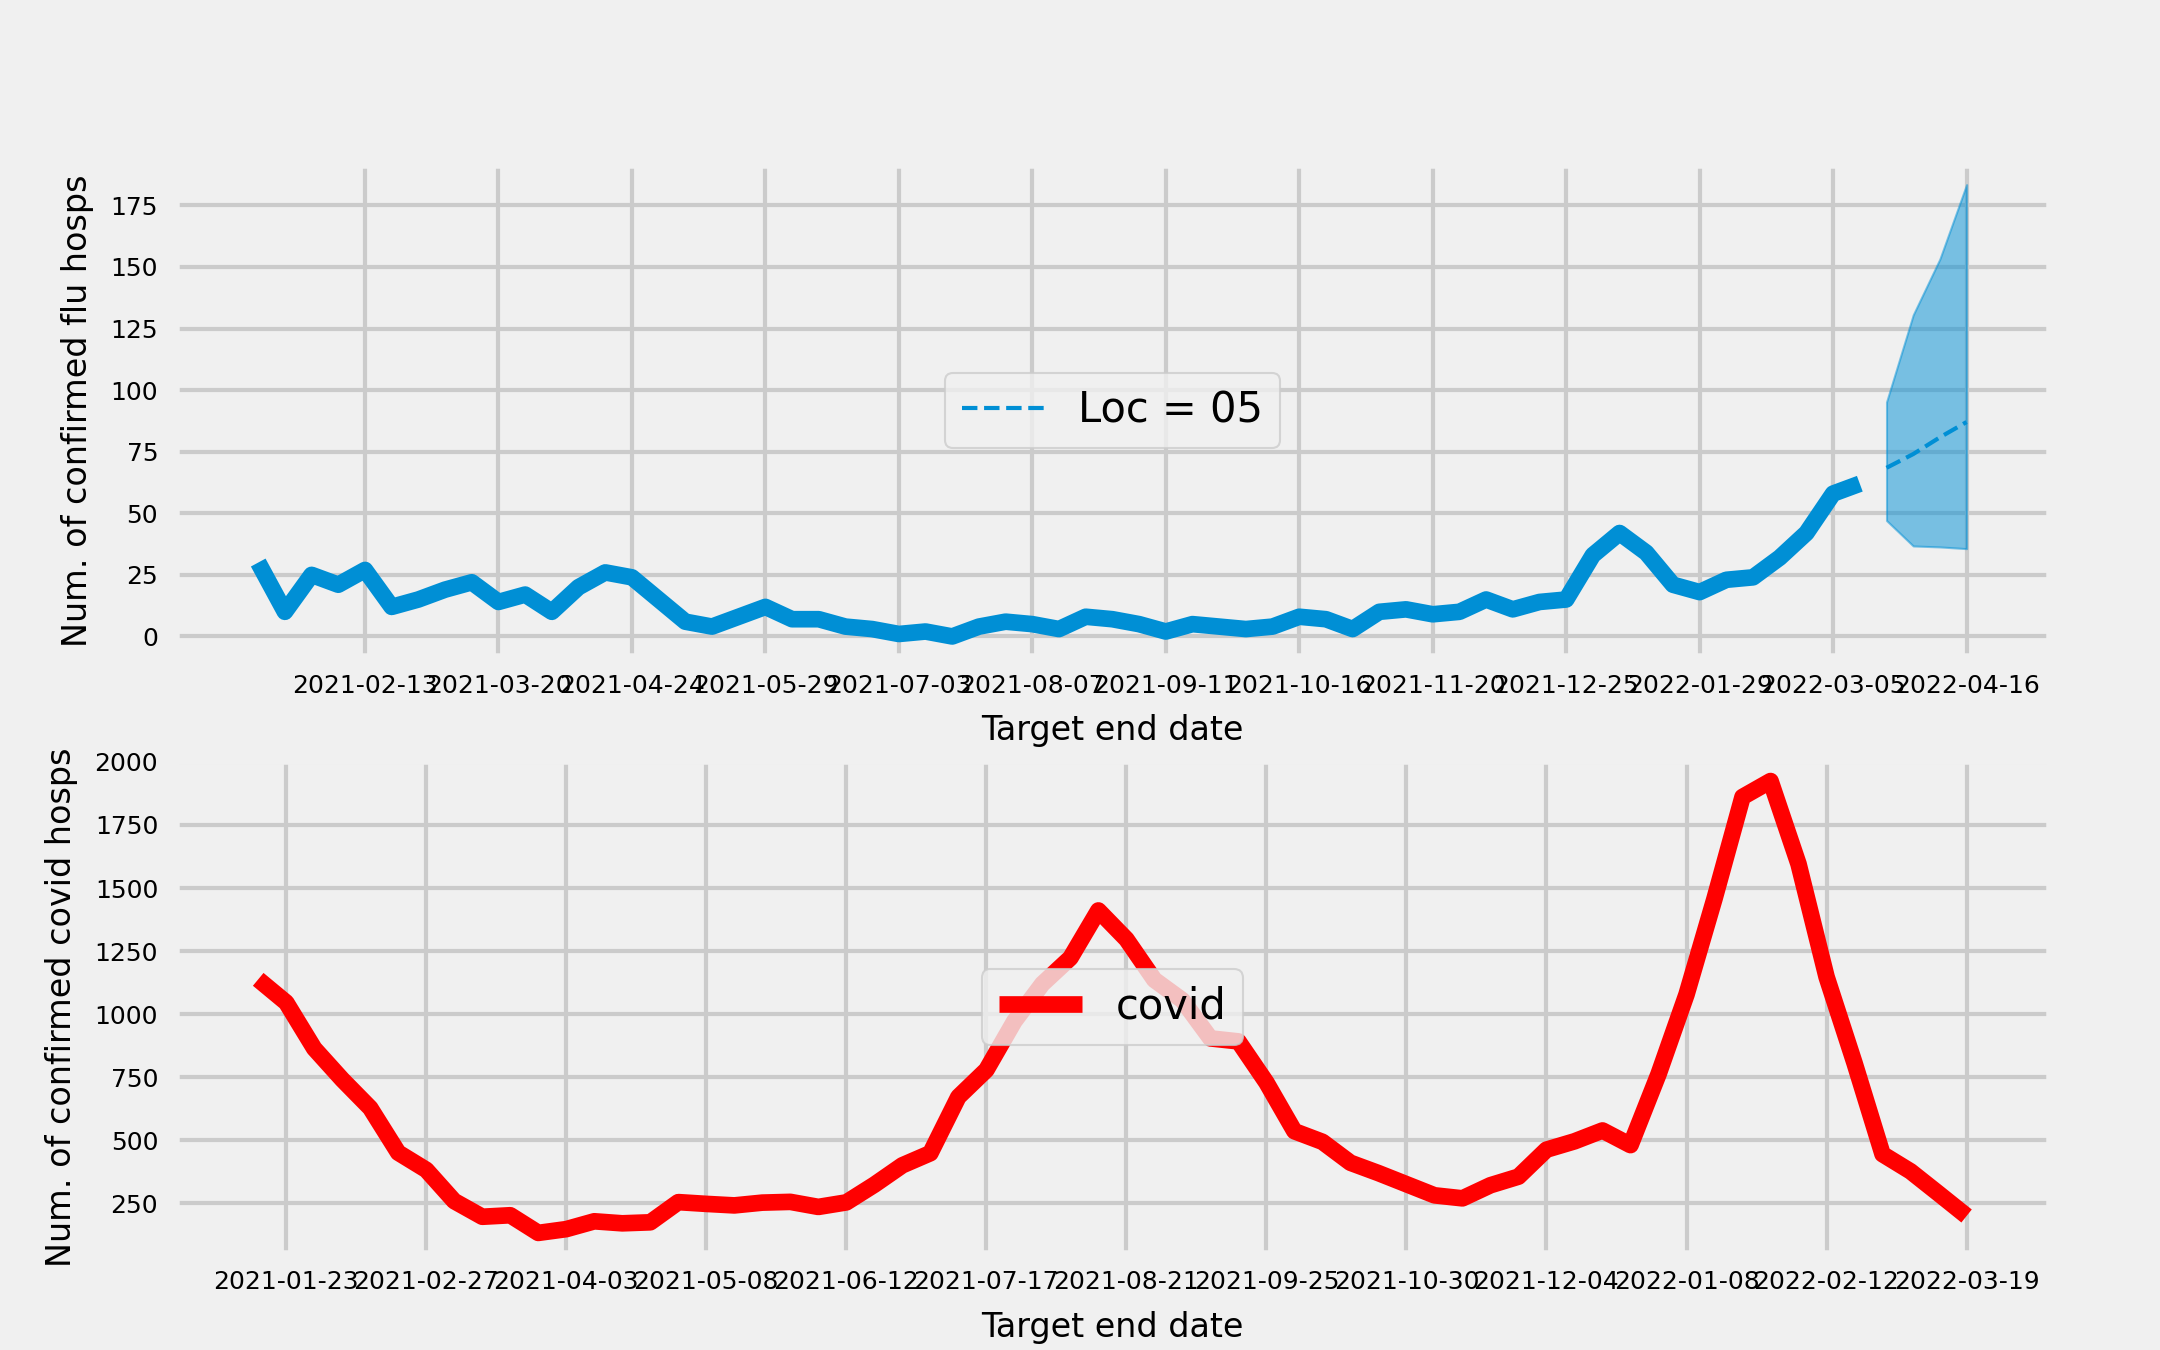 Num. of confirmed flu hosps
175
150
125
100
75
50
25
0
Loc = 05
2021-02-13 2021-03-20 2021-04-24 2021-05-29 2021-07-03 2021-08-07 2021-09-11 2021-10-16 2021-11-20 2021-12-25 2022-01-29 2022-03-05 2022-04-16
Target end date
Num. of confirmed covid hosps
2000
1750
1500
1250
1000
750
500
250
covid
2021-01-23 2021-02-27 2021-04-03 2021-05-08 2021-06-12 2021-07-17 2021-08-21 2021-09-25 2021-10-30 2021-12-04 2022-01-08 2022-02-12 2022-03-19
Target end date